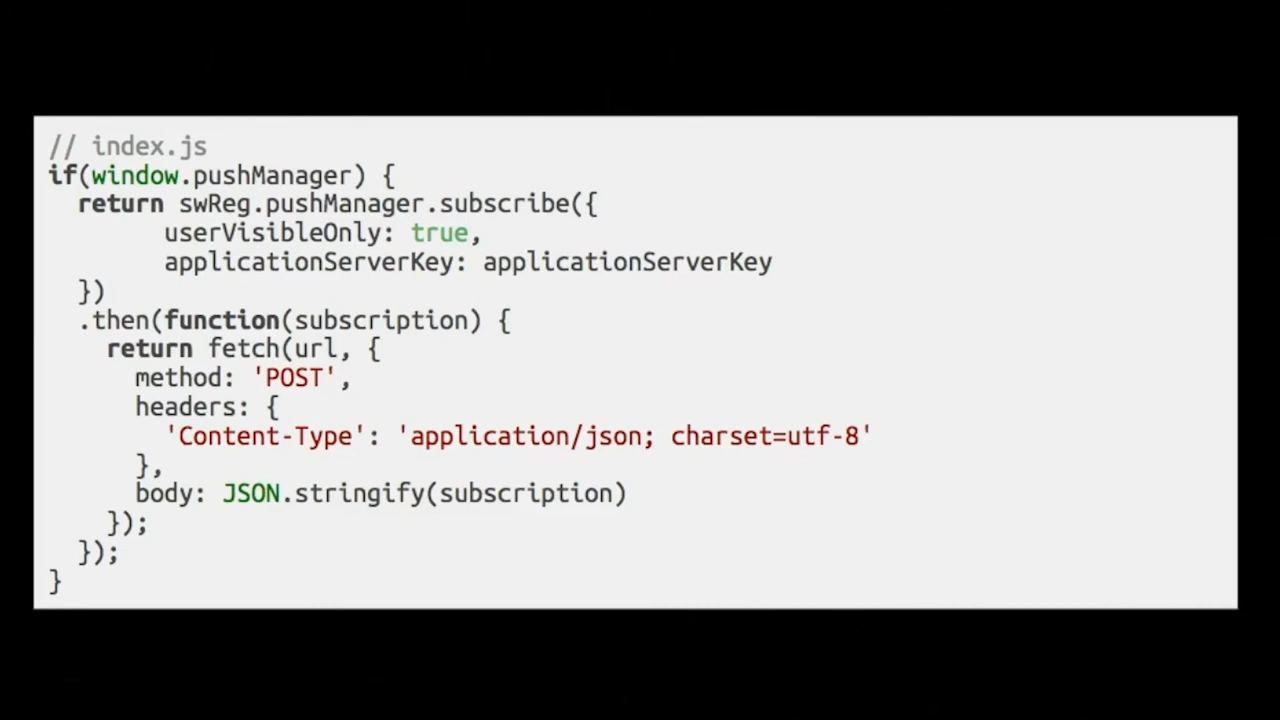 // index.js
if(window.pushManager) {
  return swReg.pushManager.subscribe({
        userVisibleOnly: true,
        applicationServerKey: applicationServerKey
  })
  .then(function(subscription) {
    return fetch(url, {
      method: 'POST',
      headers: {
        'Content-Type': 'application/json; charset=utf-8'
      },
      body: JSON.stringify(subscription)
    });
  });
}